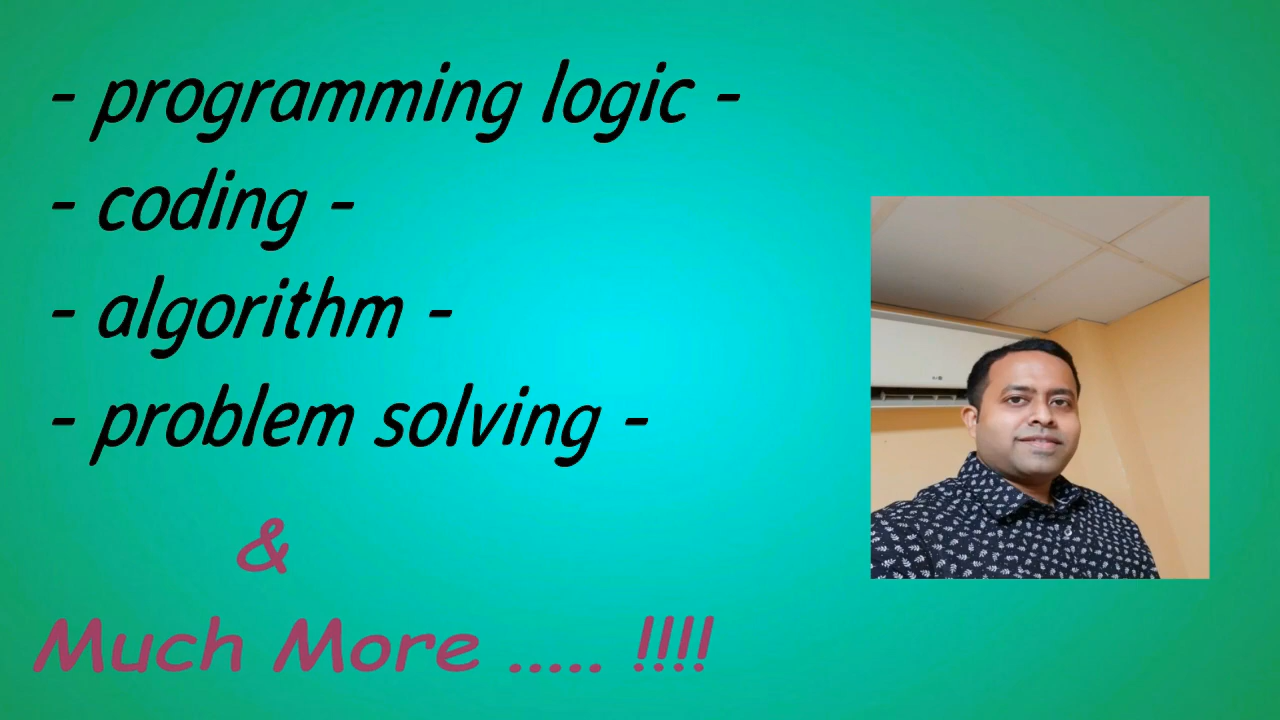 - programming logic -
- coding -
- algorithm -
- problem solving -
&
Much More ..... !!!!